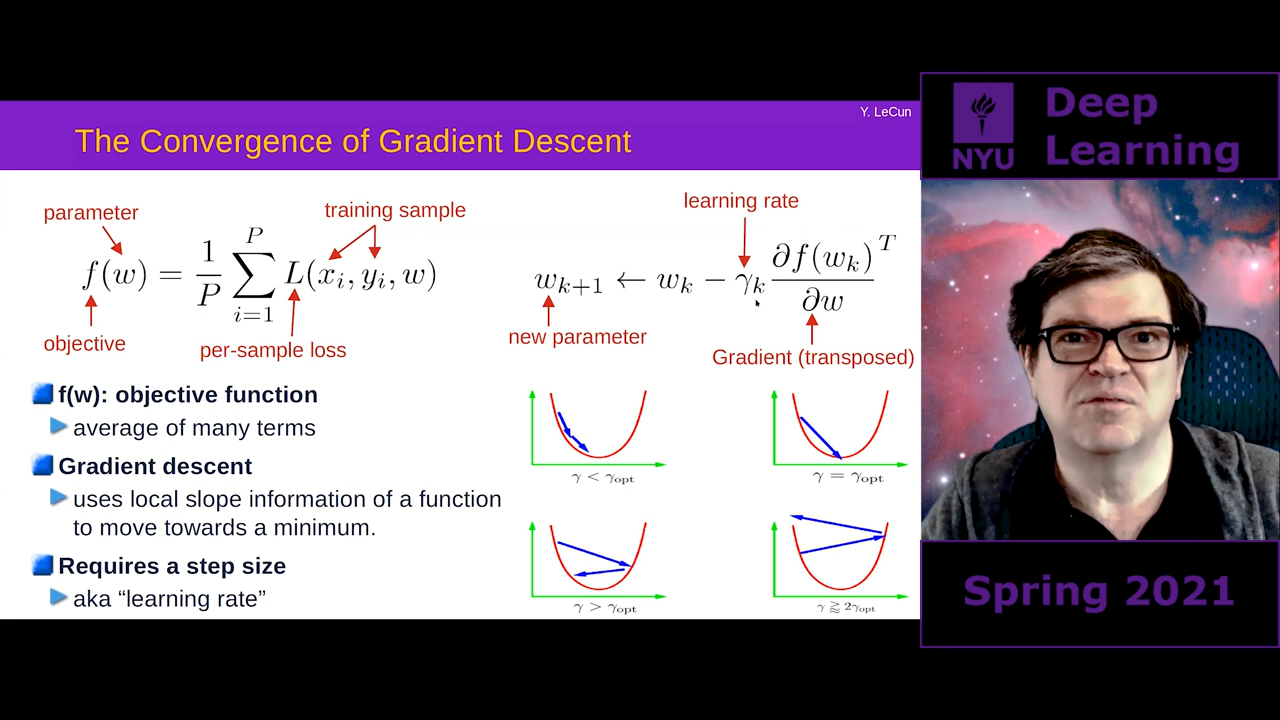 Y. LeCun
The Convergence of Gradient Descent
parameter
training sample
f(w) = 1/P ∑_{i=1}^{P} L(x_i, y_i, w)
objective
per-sample loss
learning rate
w_{k+1} ← w_k − γ_k ∂f(w_k)^T / ∂w
new parameter
Gradient (transposed)
f(w): objective function
average of many terms
Gradient descent
uses local slope information of a function
to move towards a minimum.
Requires a step size
aka “learning rate”
γ < γ_opt
γ = γ_opt
γ > γ_opt
γ ⪆ 2γ_opt
NYU
Deep
Learning
Spring 2021